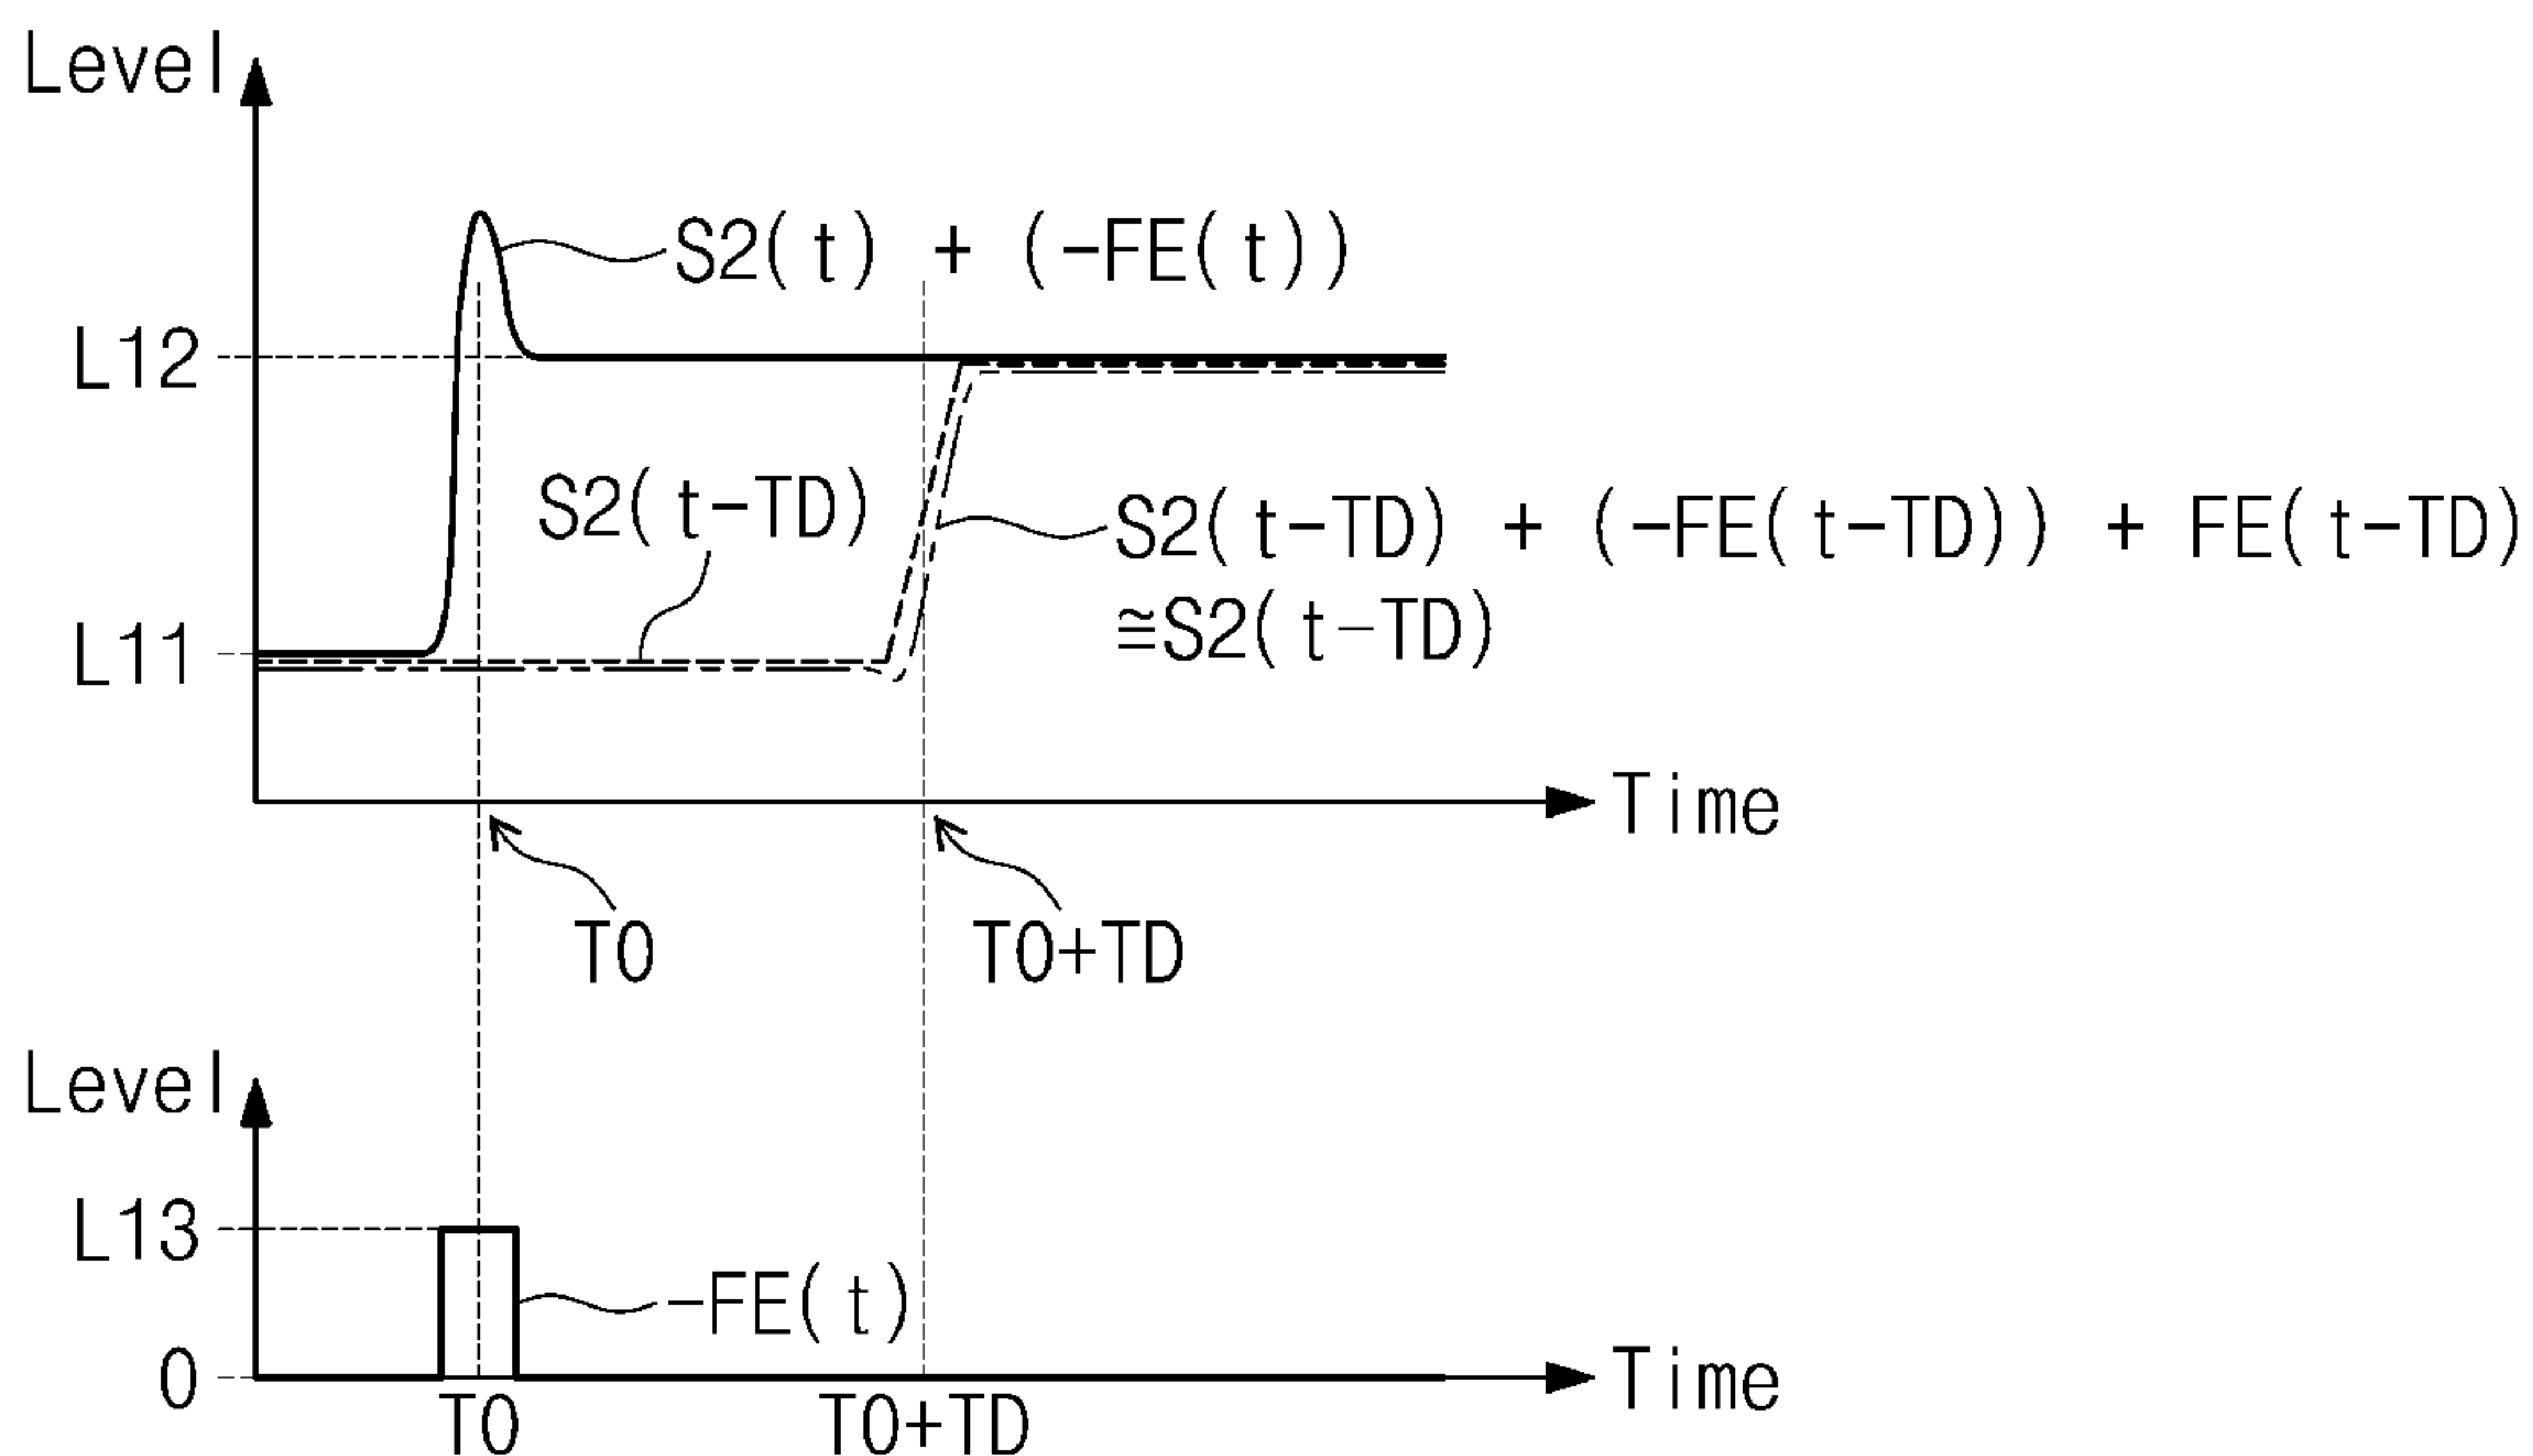 Level
S2(t) + (-FE(t))
L12
S2(t-TD)
S2(t-TD) + (-FE(t-TD)) + FE(t-TD)
≅S2(t-TD)
L11
Time
T0
T0+TD
Level
L13
-FE(t)
0
Time
T0
T0+TD